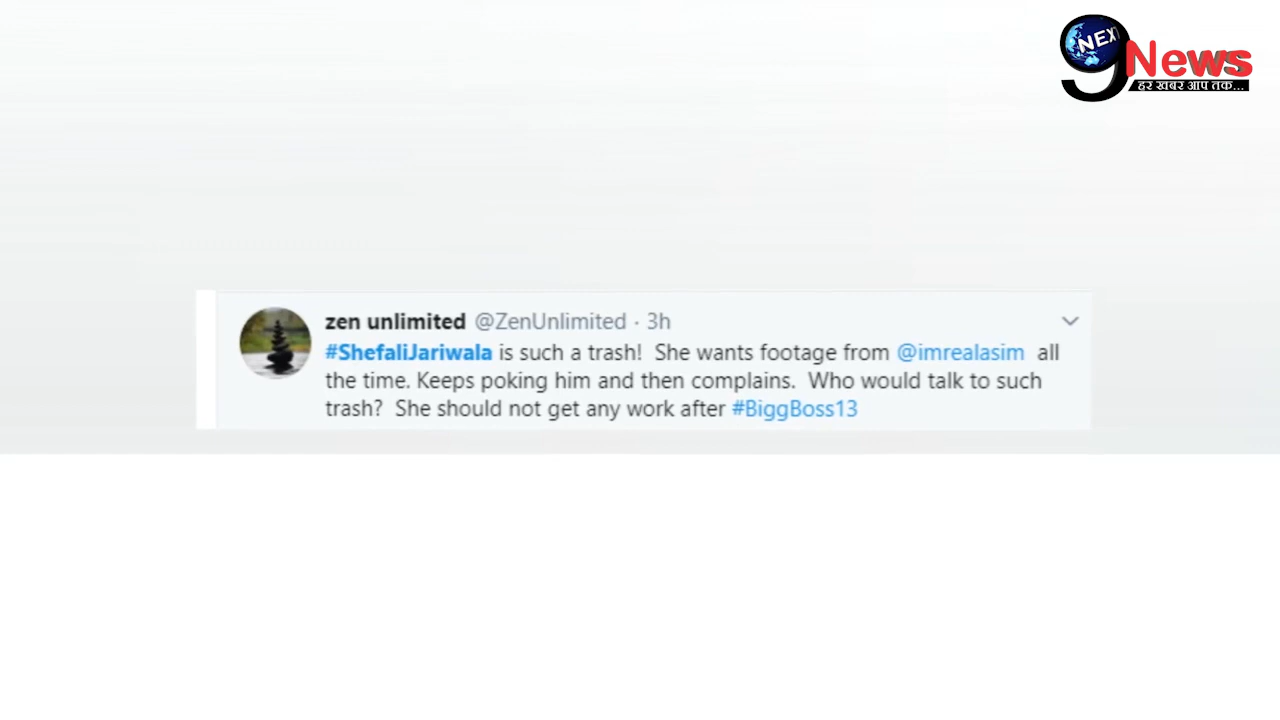 NEXT
9 News
हर खबर आप तक...
zen unlimited @ZenUnlimited · 3h
#ShefaliJariwala is such a trash! She wants footage from @imrealasim all
the time. Keeps poking him and then complains. Who would talk to such
trash? She should not get any work after #BiggBoss13